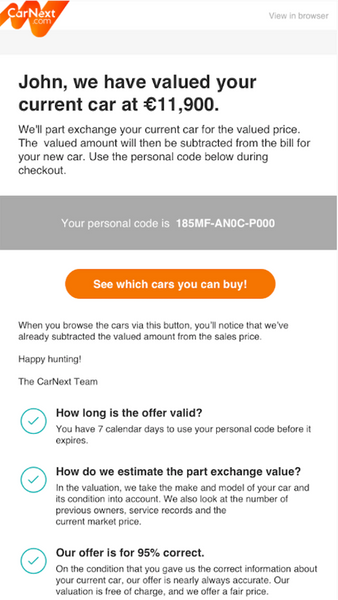 CarNext
.com
View in browser
John, we have valued your
current car at €11,900.
We'll part exchange your current car for the valued price.
The valued amount will then be subtracted from the bill for
your new car. Use the personal code below during
checkout.
Your personal code is 185MF-AN0C-P000
See which cars you can buy!
When you browse the cars via this button, you'll notice that we've
already subtracted the valued amount from the sales price.
Happy hunting!
The CarNext Team
How long is the offer valid?
You have 7 calendar days to use your personal code before it
expires.
How do we estimate the part exchange value?
In the valuation, we take the make and model of your car and
its condition into account. We also look at the number of
previous owners, service records and the
current market price.
Our offer is for 95% correct.
On the condition that you gave us the correct information about
your current car, our offer is nearly always accurate. Our
valuation is free of charge, and we offer a fair price.